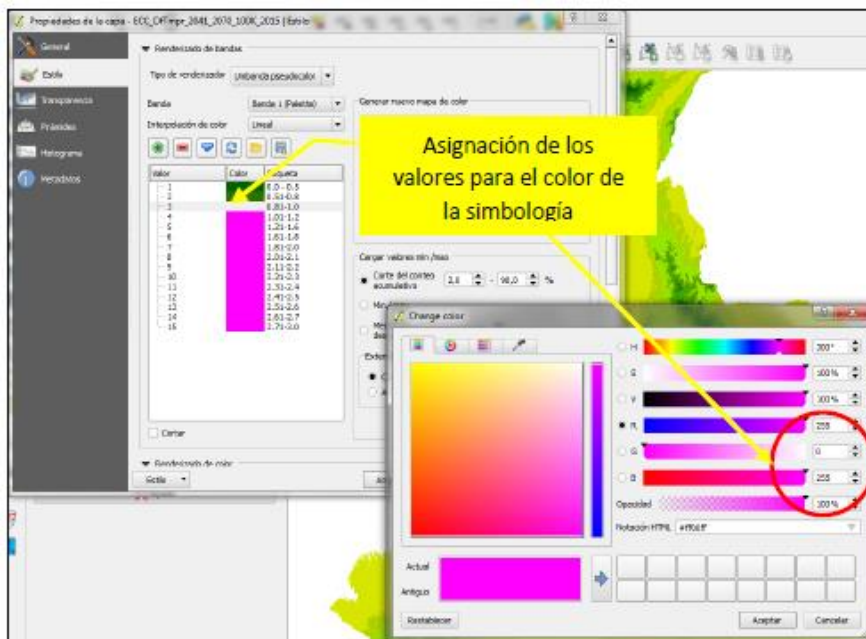 Propiedades de la capa - ECC_DifTmpr_2041_2070_100K_2015 | Estilo
General
Estilo
Transparencia
Pirámides
Histograma
Metadatos
Renderizado de bandas
Tipo de renderizador Unibanda pseudocolor
Banda Banda 1 (Palette)
Interpolación de color Lineal
Generar nuevo mapa de color
Asignación de los
valores para el color de
la simbología
Valor Color Etiqueta
1 0.0 - 0.5
2 0.51-0.8
3 0.81-1.0
4 1.01-1.2
5 1.21-1.6
6 1.61-1.8
7 1.81-2.0
8 2.01-2.1
9 2.11-2.2
10 2.21-2.3
11 2.31-2.4
12 2.41-2.5
13 2.51-2.6
14 2.61-2.7
15 2.71-3.0
Cortar
Cargar valores mín/max
Corte del conteo
acumulativo 2,0 - 98,0 %
Renderizado de color
Estilo
Change color
H 300°
S 100%
V 100%
R 255
G 0
B 255
Opacidad 100%
Notación HTML #ff00ff
Actual
Antiguo
Restablecer
Aceptar
Cancelar